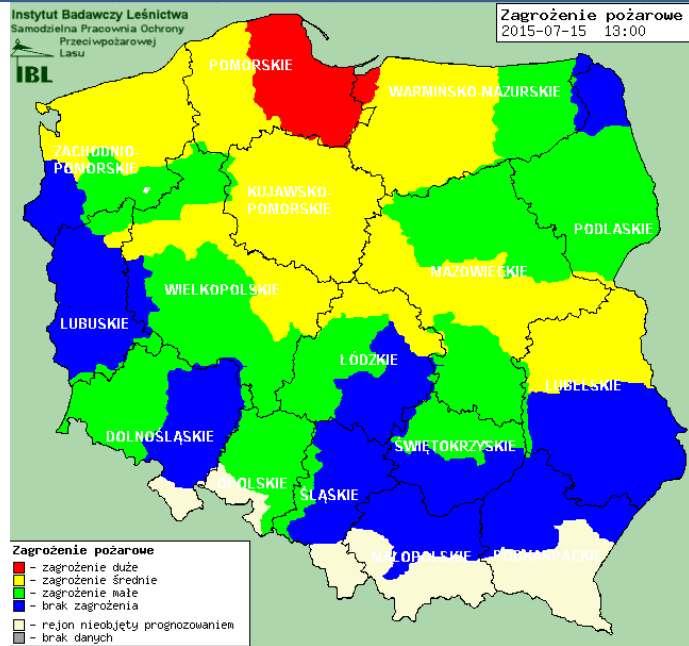 Instytut Badawczy Leśnictwa
Samodzielna Pracownia Ochrony
Przeciwpożarowej
Lasu
IBL
Zagrożenie pożarowe
2015-07-15 13:00
POMORSKIE
WARMIŃSKO-MAZURSKIE
ZACHODNIO
POMORSKIE
KUJAWSKO-
POMORSKIE
PODLASKIE
MAZOWIECKIE
WIELKOPOLSKIE
LUBUSKIE
ŁÓDZKIE
LUBELSKIE
DOLNOŚLĄSKIE
ŚWIĘTOKRZYSKIE
OPOLSKIE
ŚLĄSKIE
MAŁOPOLSKIE
PODKARPACKIE
Zagrożenie pożarowe
- zagrożenie duże
- zagrożenie średnie
- zagrożenie małe
- brak zagrożenia
- rejon nieobjęty prognozowaniem
- brak danych